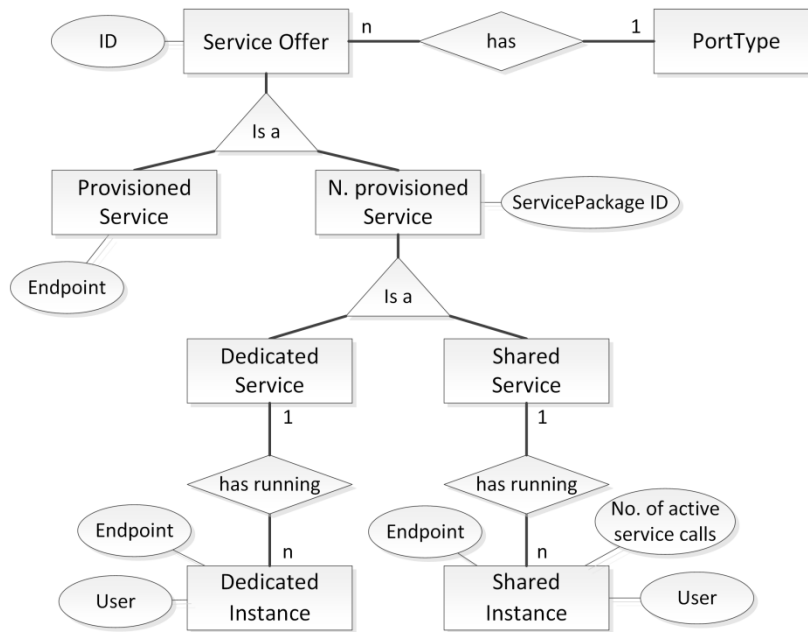 ID
Service Offer
n
has
1
PortType
Is a
Provisioned
Service
N. provisioned
Service
ServicePackage ID
Endpoint
Is a
Dedicated
Service
Shared
Service
1
1
has running
has running
Endpoint
Endpoint
No. of active
service calls
n
n
User
Dedicated
Instance
Shared
Instance
User